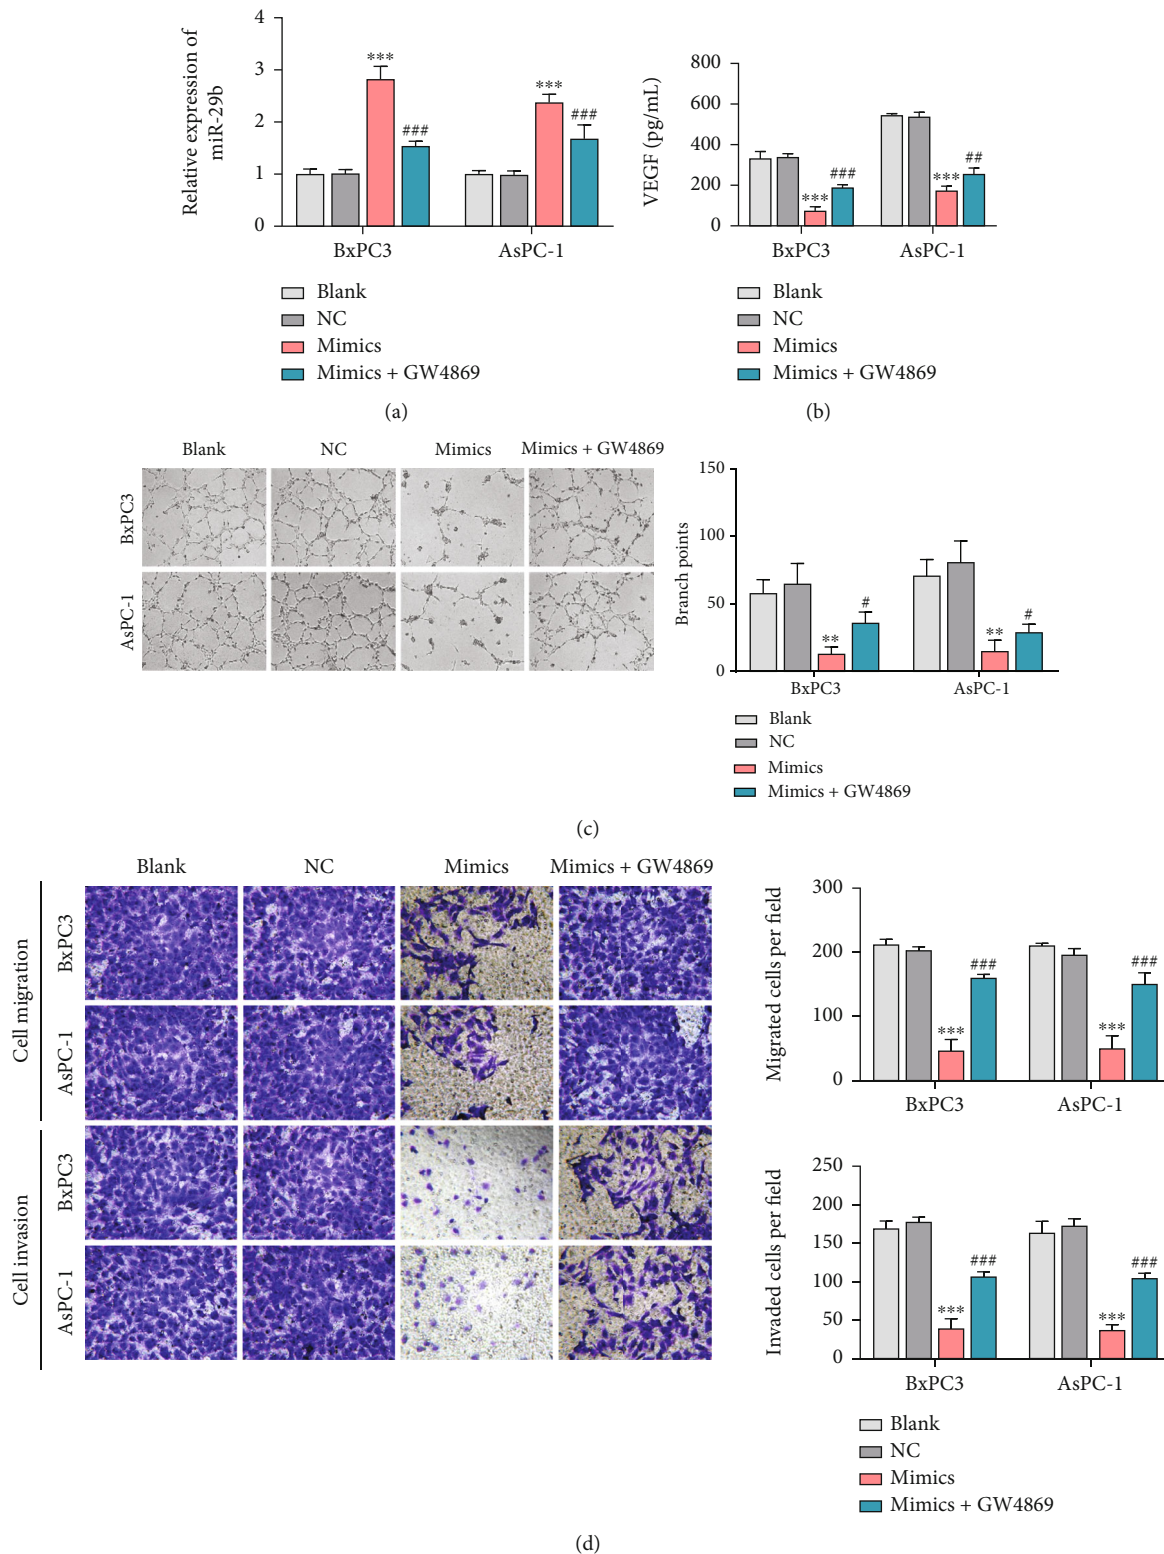 Relative expression of
miR-29b
4
3
2
1
0
***
###
***
###
BxPC3
AsPC-1
Blank
NC
Mimics
Mimics + GW4869
(a)
VEGF (pg/mL)
800
600
400
200
0
***
###
***
##
BxPC3
AsPC-1
Blank
NC
Mimics
Mimics + GW4869
(b)
Blank
NC
Mimics
Mimics + GW4869
BxPC3
AsPC-1
Branch points
150
100
50
0
**
#
**
#
BxPC3
AsPC-1
Blank
NC
Mimics
Mimics + GW4869
(c)
Blank
NC
Mimics
Mimics + GW4869
Cell migration
BxPC3
AsPC-1
Cell invasion
BxPC3
AsPC-1
Migrated cells per field
300
200
100
0
***
###
***
###
BxPC3
AsPC-1
Invaded cells per field
250
200
150
100
50
0
***
###
***
###
BxPC3
AsPC-1
Blank
NC
Mimics
Mimics + GW4869
(d)